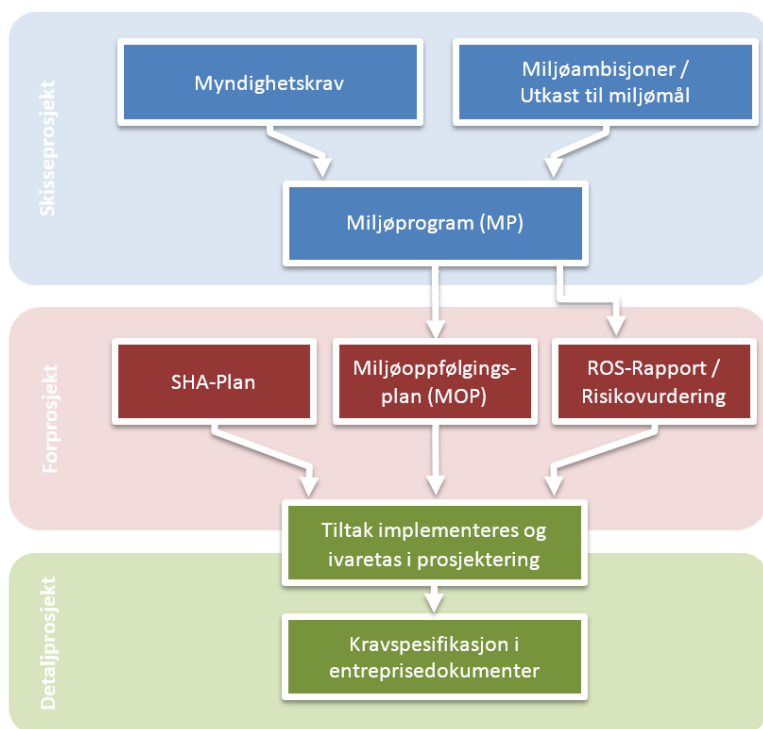 Skisseprosjekt
Myndighetskrav
Miljøambisjoner /
Utkast til miljømål
Miljøprogram (MP)
Forprosjekt
SHA-Plan
Miljøoppfølgings-
plan (MOP)
ROS-Rapport /
Risikovurdering
Tiltak implementeres og
ivaretas i prosjektering
Detaljprosjekt
Kravspesifikasjon i
entreprisedokumenter